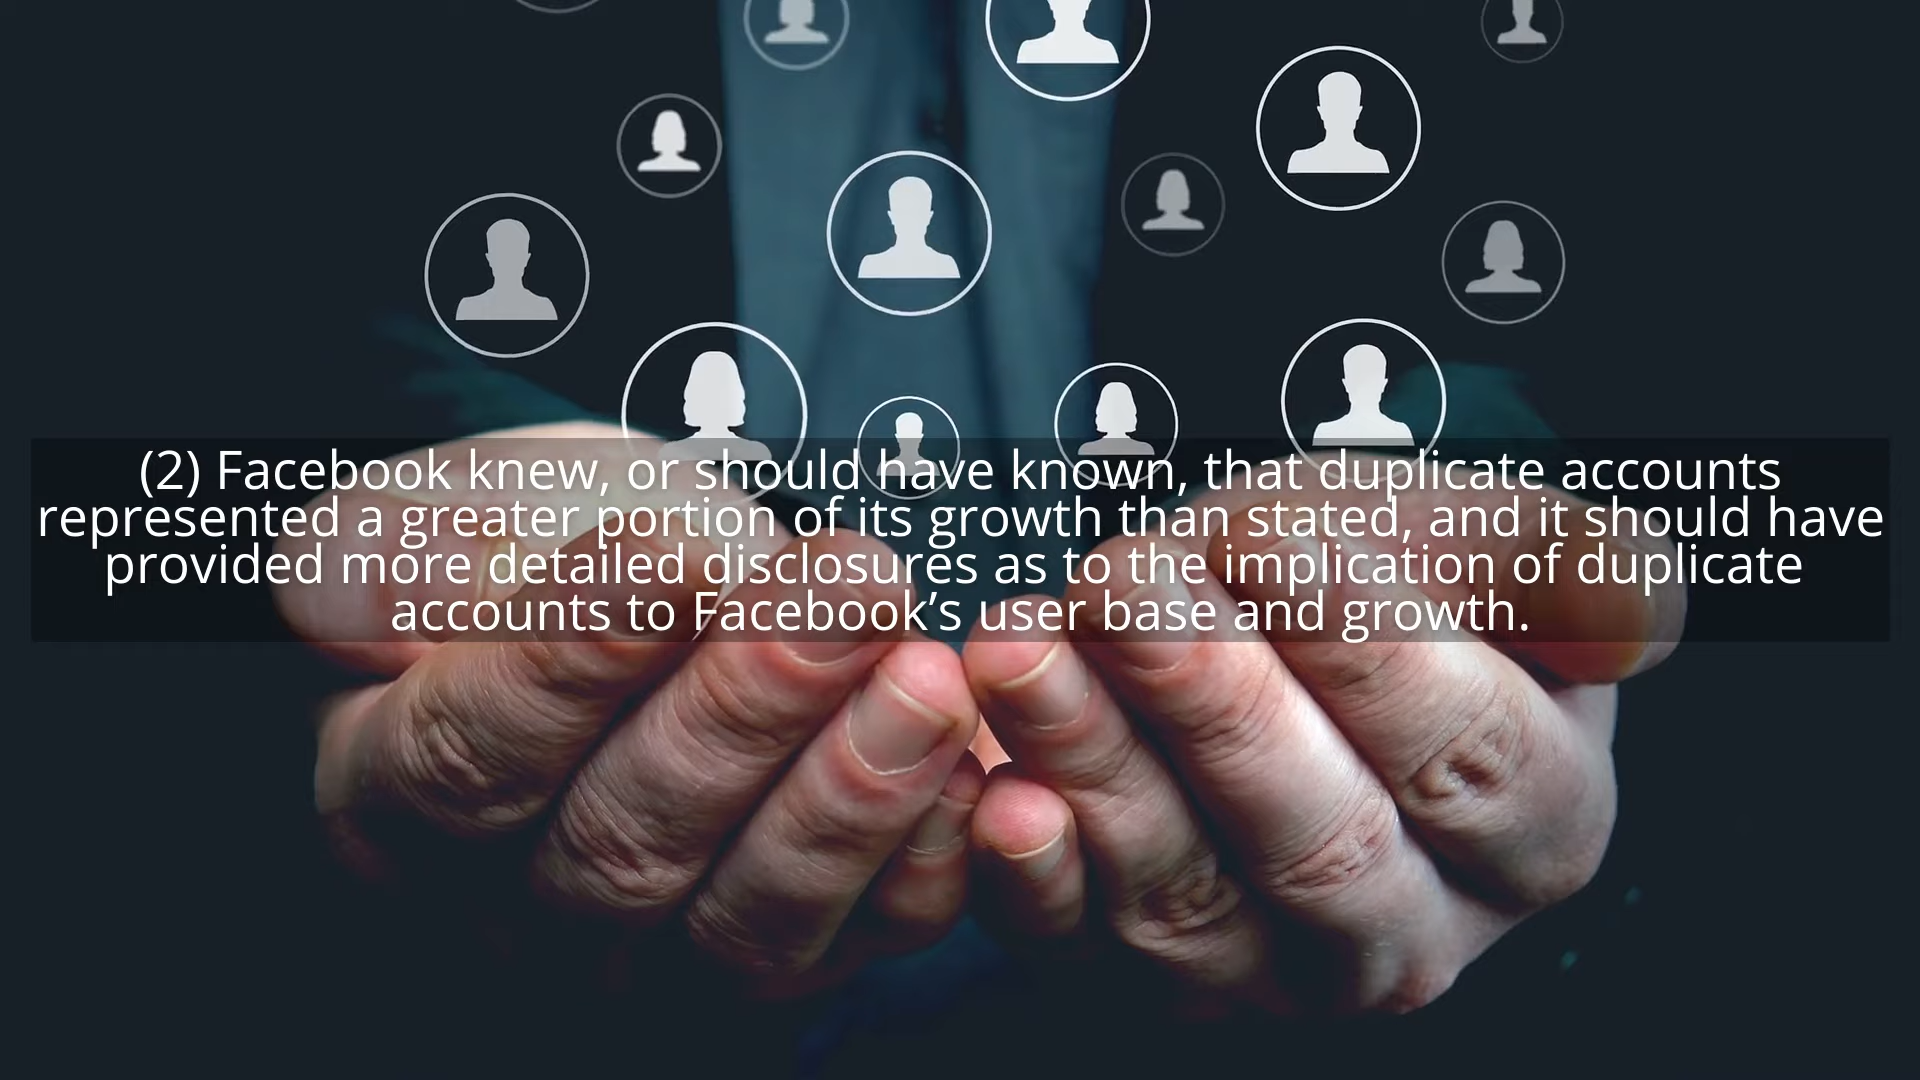 (2) Facebook knew, or should have known, that duplicate accounts
represented a greater portion of its growth than stated, and it should have
provided more detailed disclosures as to the implication of duplicate
accounts to Facebook’s user base and growth.